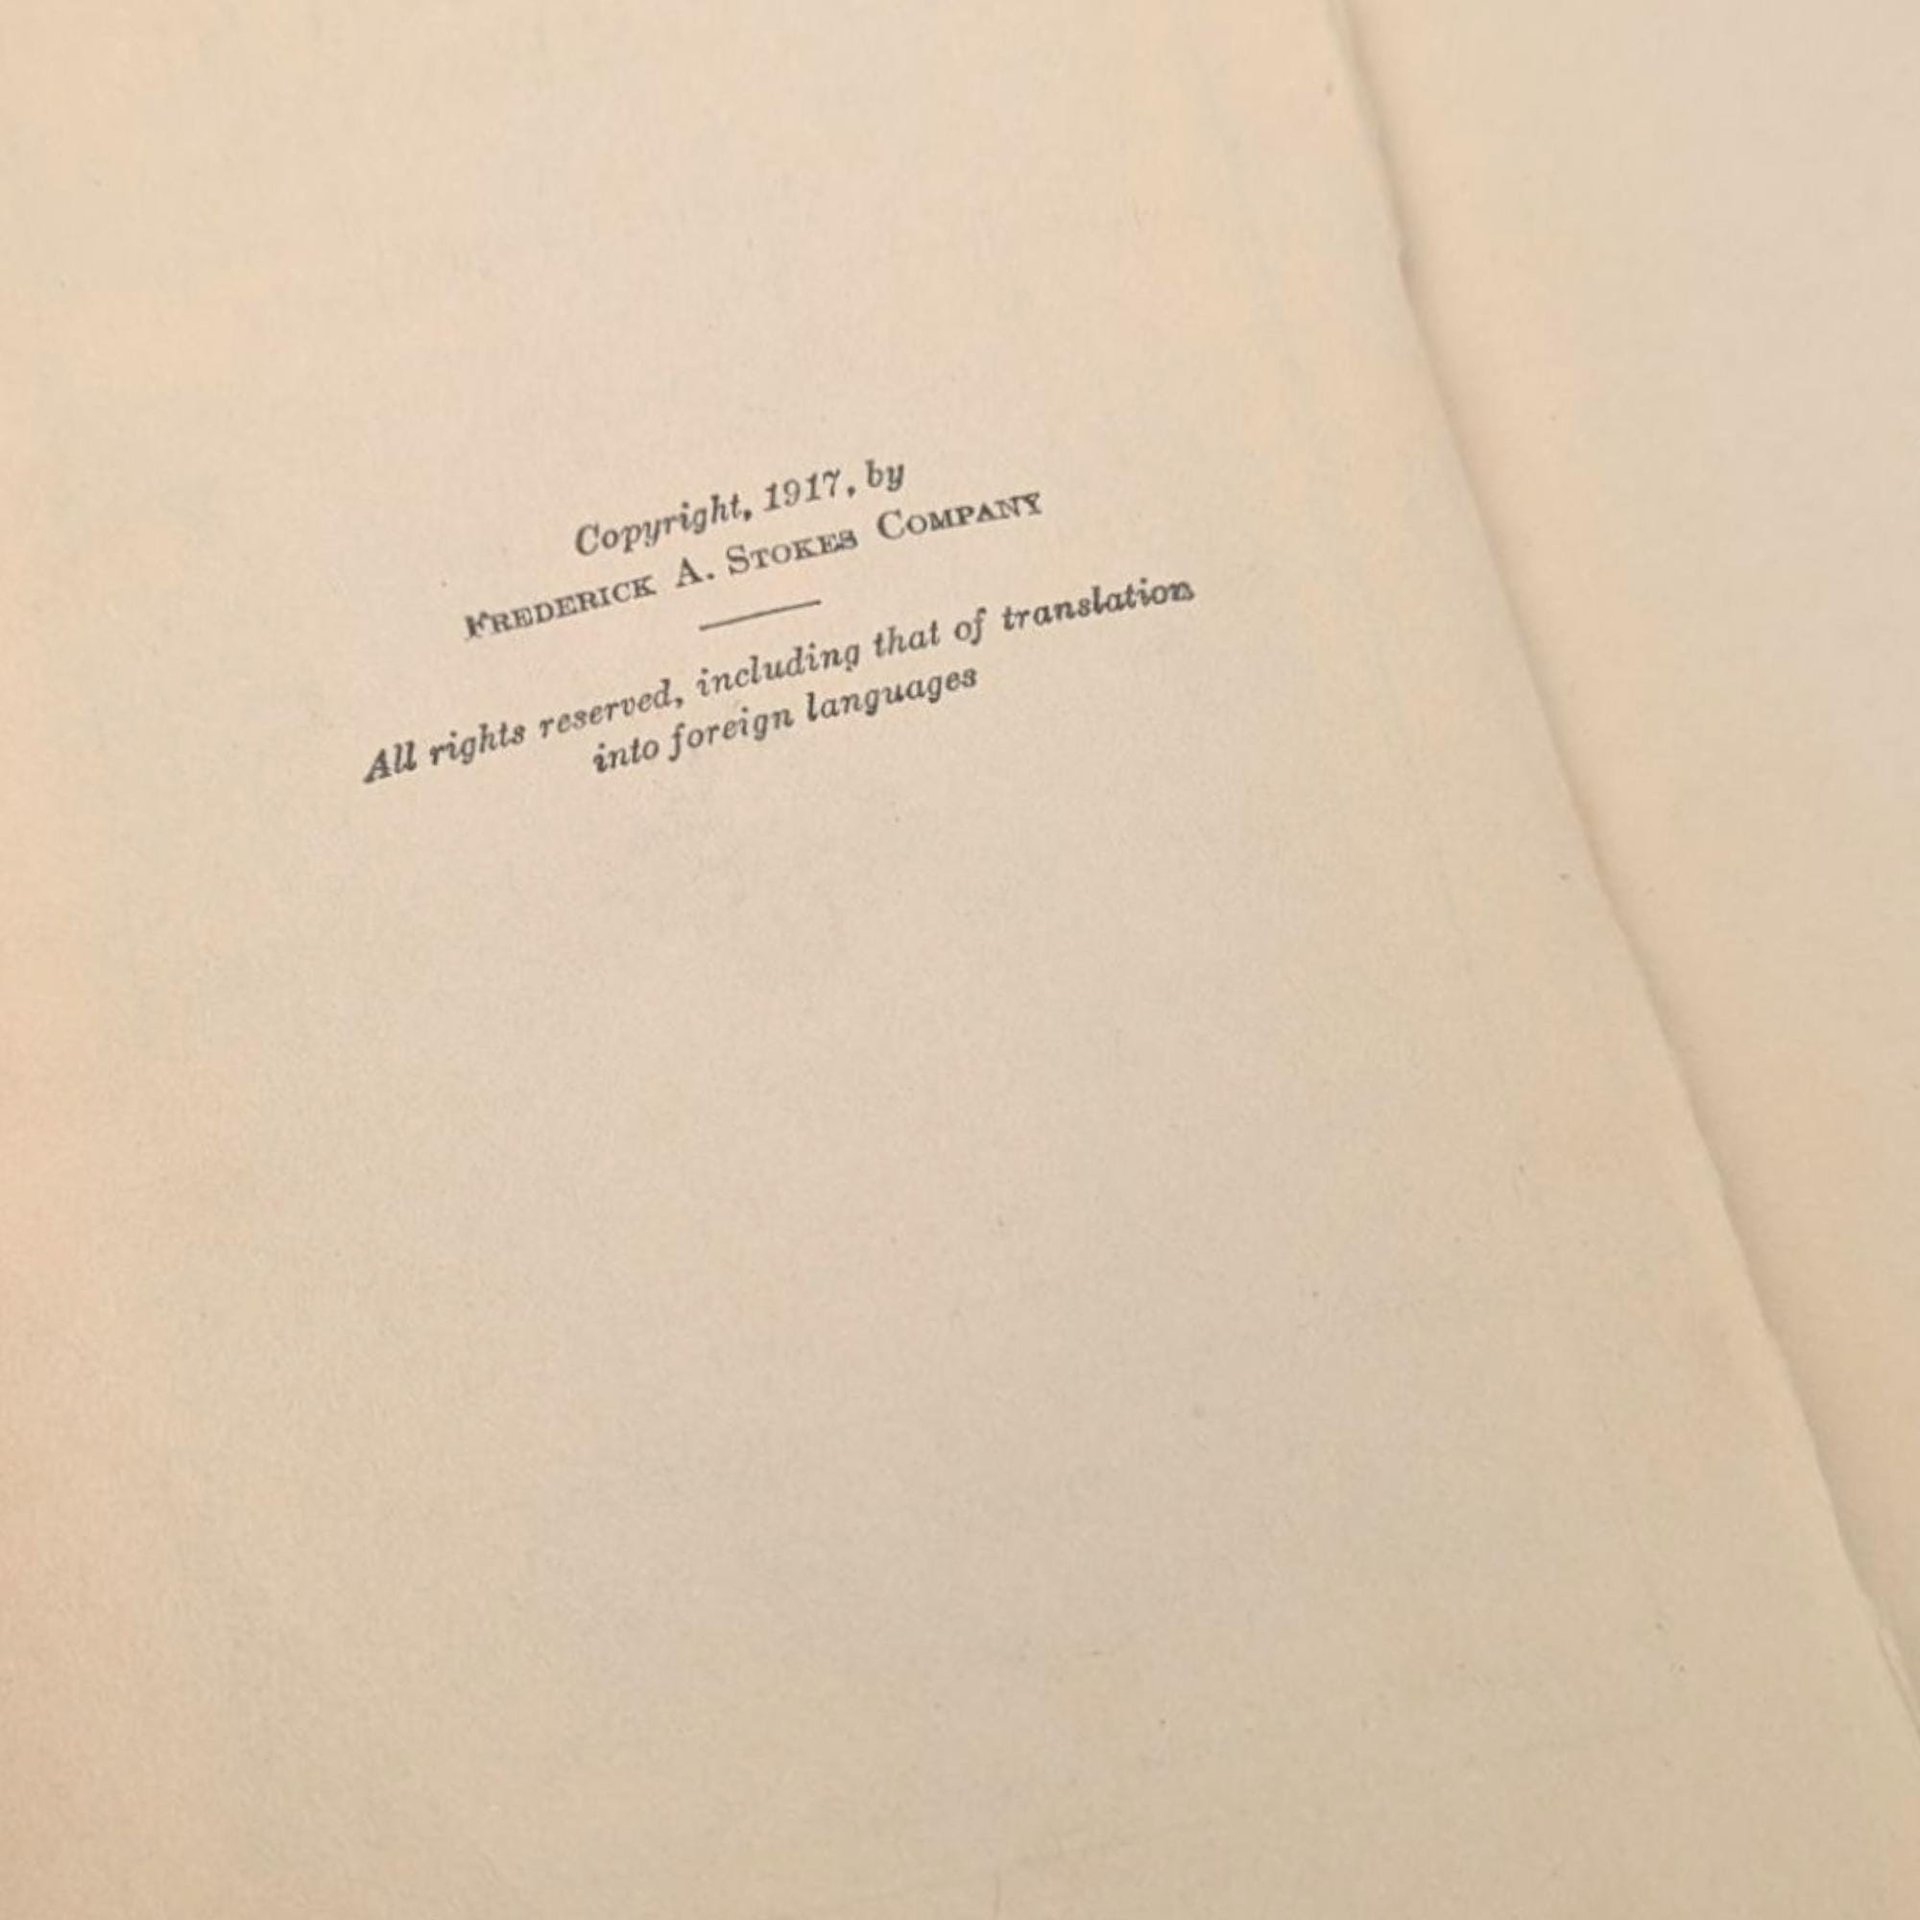 Copyright, 1917, by
FREDERICK A. STOKES COMPANY
All rights reserved, including that of translation
into foreign languages